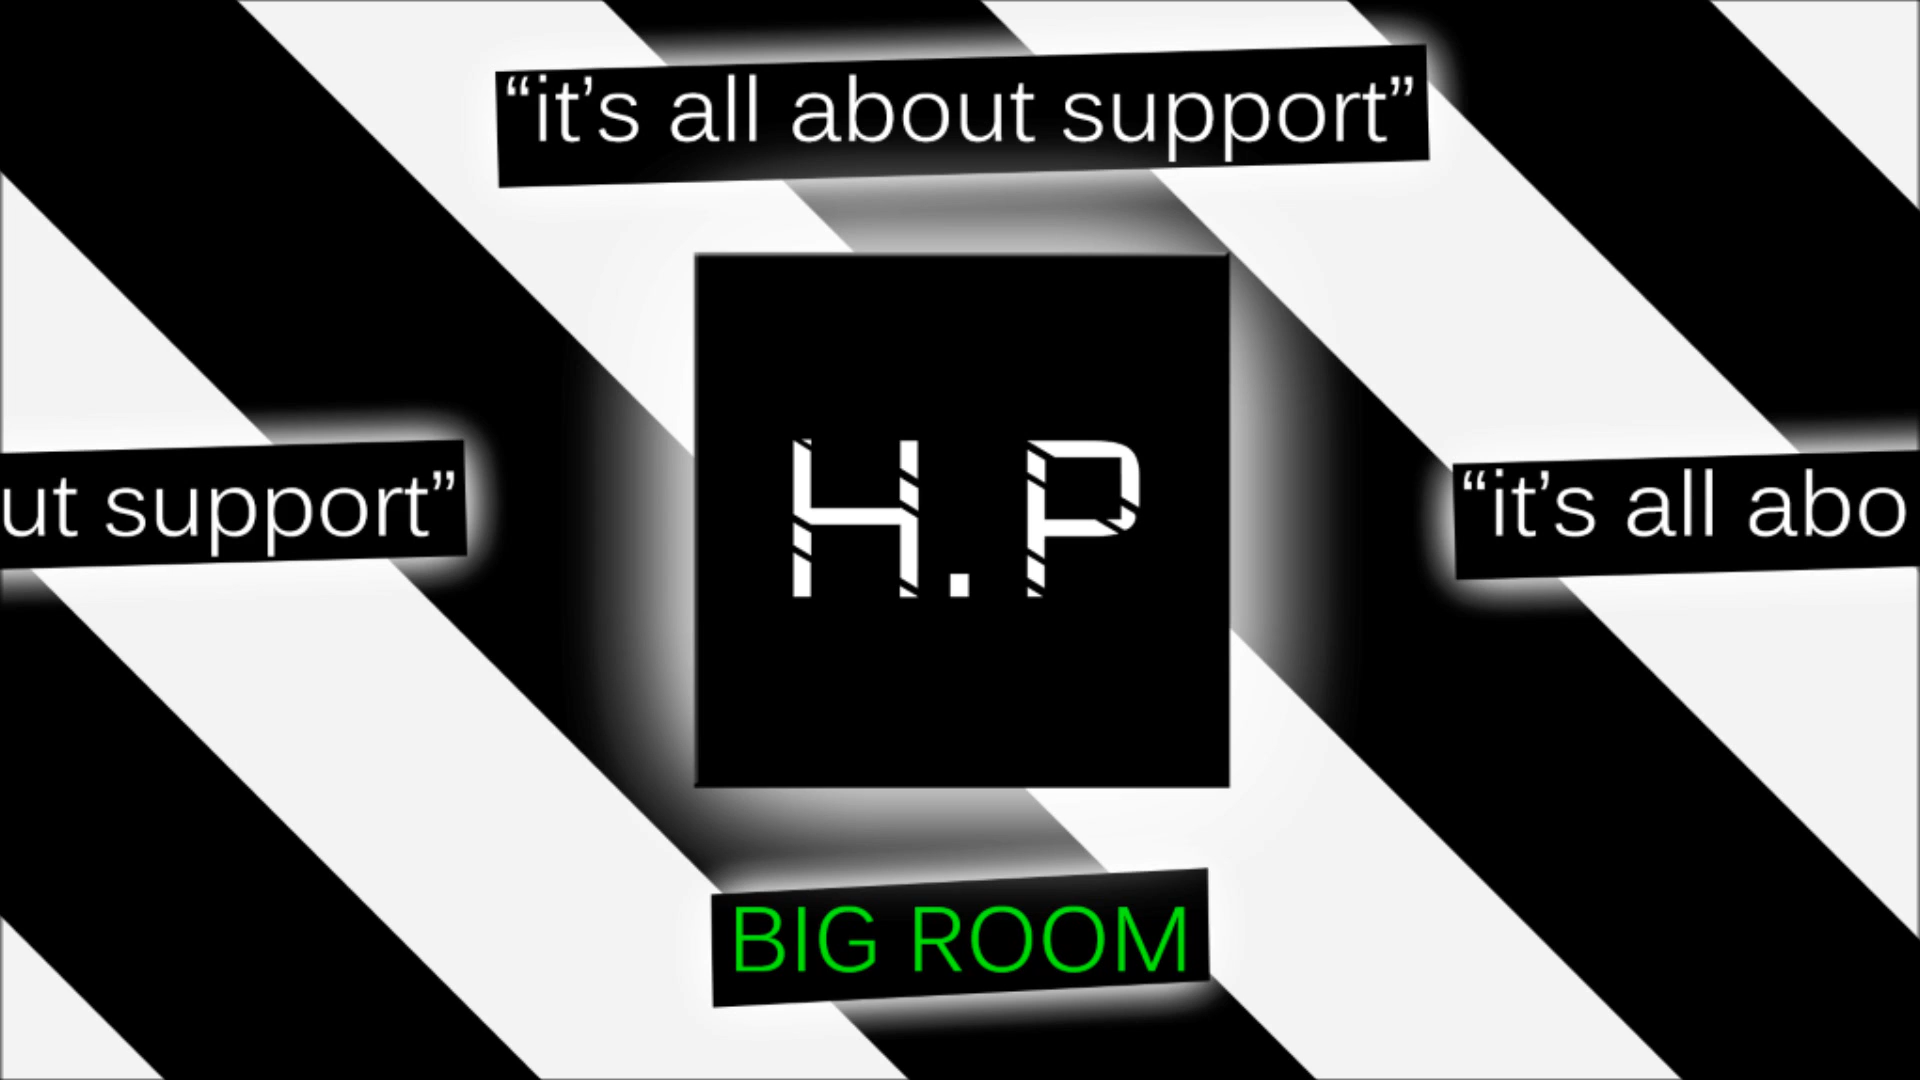 “it’s all about support”
ut support”
H.P
“it’s all abo
BIG ROOM